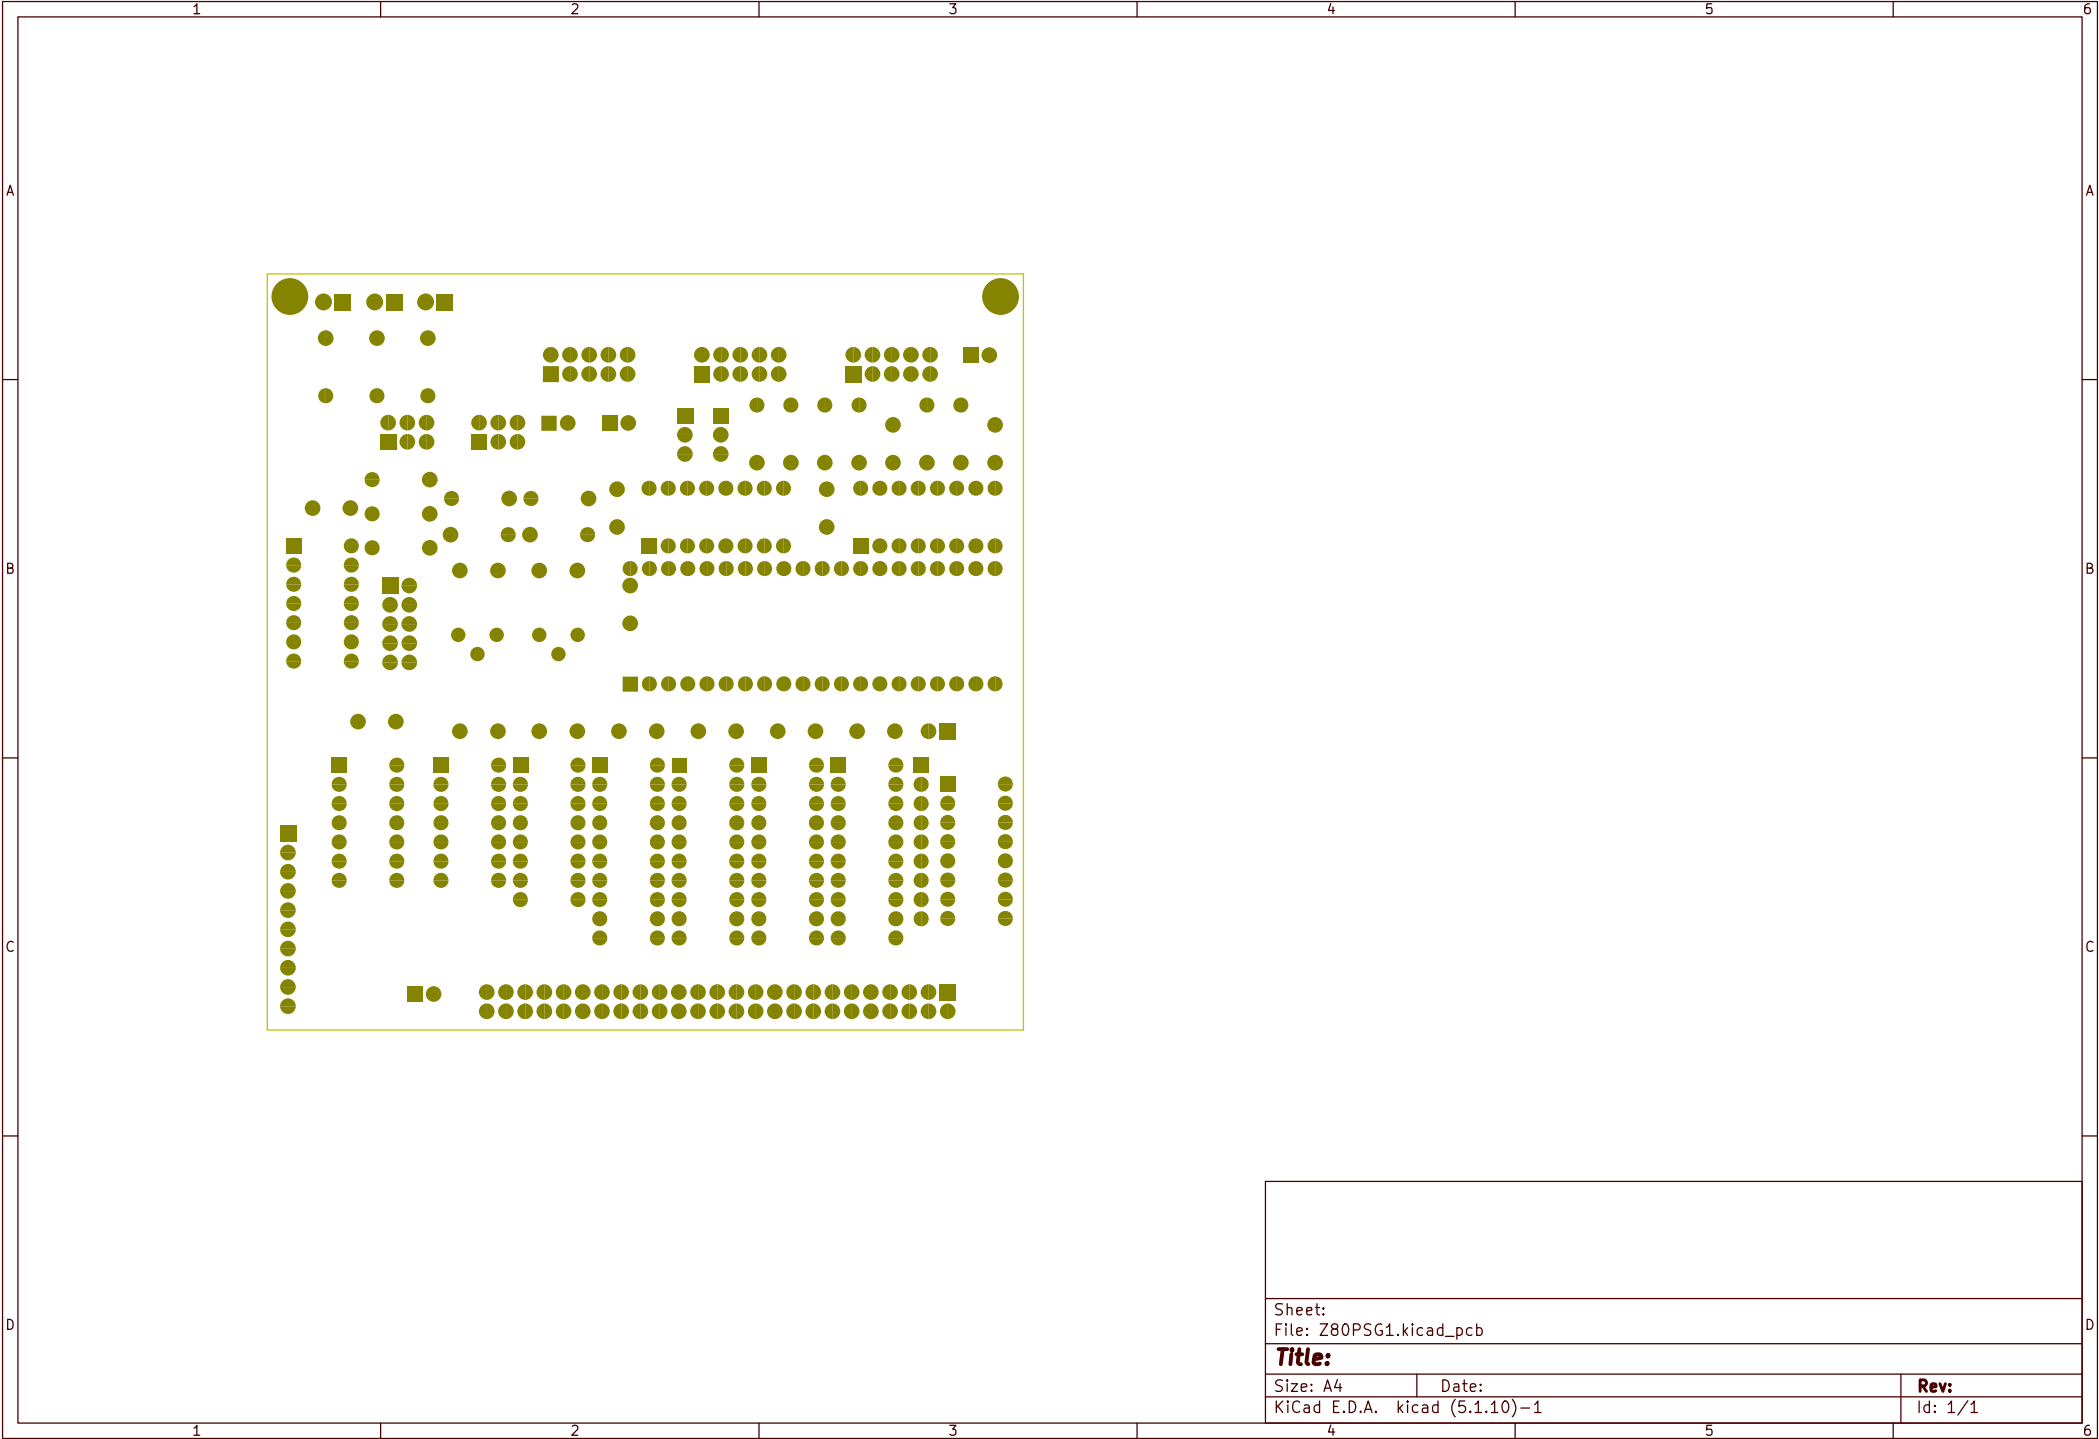 1 2 3 4 5 6
A A
B B
C C
D D
Sheet:
File: Z80PSG1.kicad_pcb
Title:
Size: A4 Date: Rev:
KiCad E.D.A. kicad (5.1.10)-1 Id: 1/1
1 2 3 4 5 6